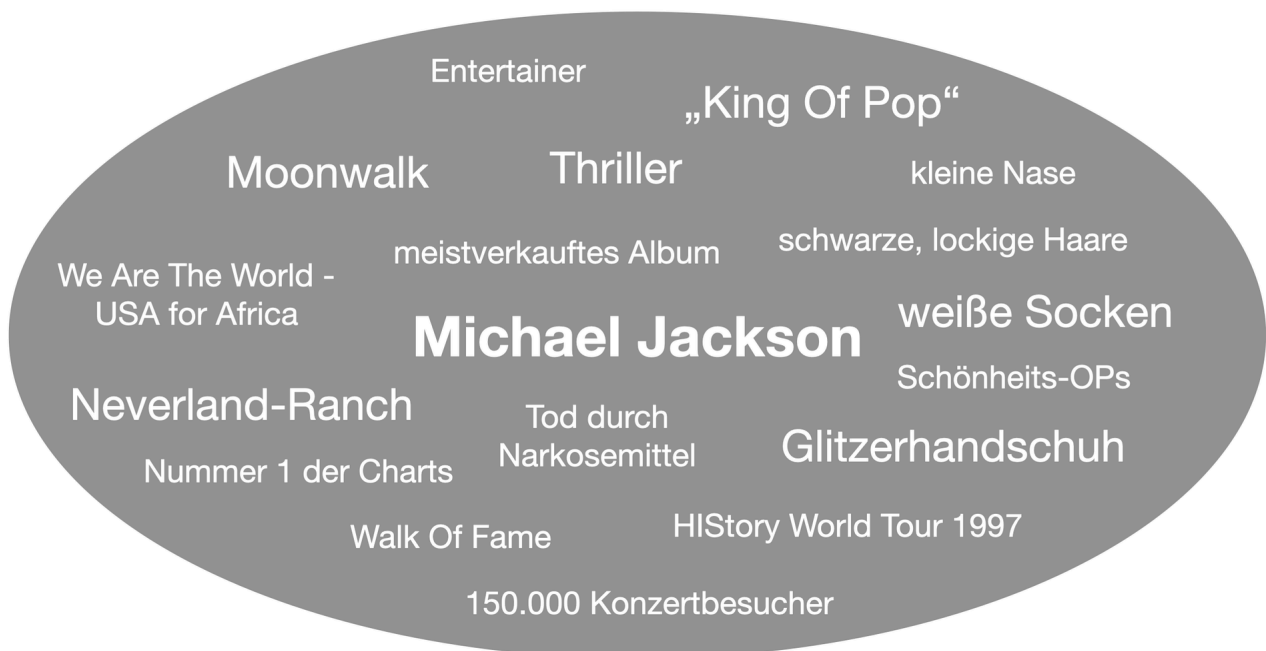 Entertainer
„King Of Pop“
Moonwalk
Thriller
kleine Nase
meistverkauftes Album
schwarze, lockige Haare
We Are The World -
USA for Africa
weiße Socken
Michael Jackson
Schönheits-OPs
Neverland-Ranch
Tod durch
Narkosemittel
Glitzerhandschuh
Nummer 1 der Charts
Walk Of Fame
HIStory World Tour 1997
150.000 Konzertbesucher